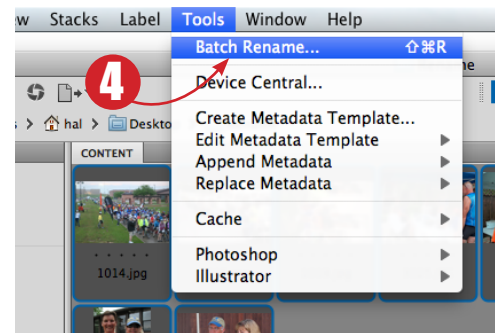 w Stacks Label Tools Window Help
Batch Rename... ⇧⌘R
ne
Device Central...
4
s > hal > Deskto
Create Metadata Template...
Edit Metadata Template
CONTENT
Append Metadata
Replace Metadata
Cache
Photoshop
1014.jpg
Illustrator